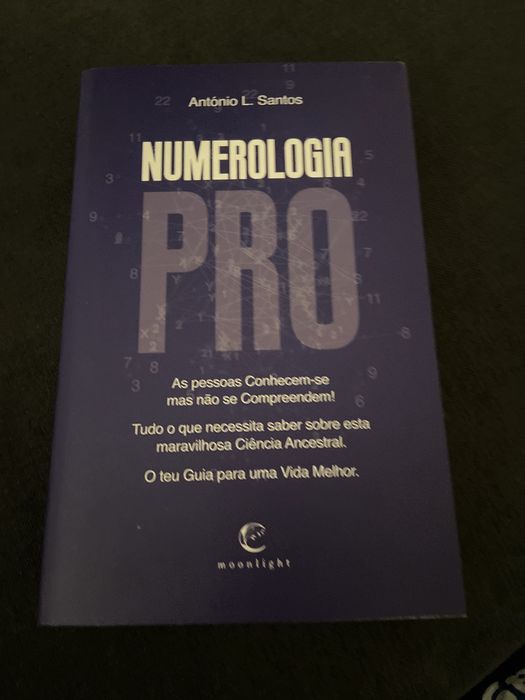 António L. Santos
NUMEROLOGIA
PRO
As pessoas Conhecem-se
mas não se Compreendem!
Tudo o que necessita saber sobre esta
maravilhosa Ciência Ancestral.
O teu Guia para uma Vida Melhor.
moonlight